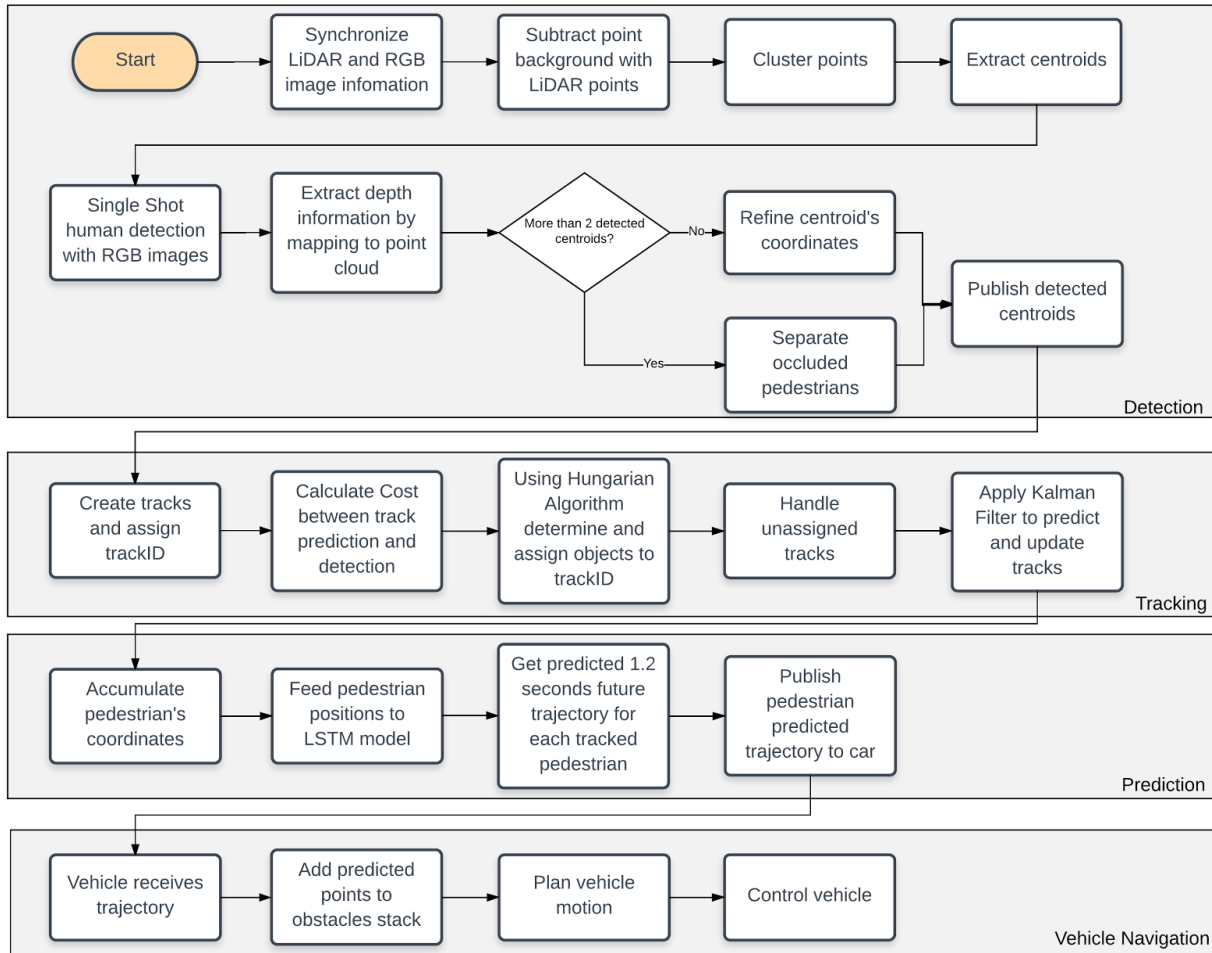 Start
Synchronize
LiDAR and RGB
image infomation
Subtract point
background with
LiDAR points
Cluster points
Extract centroids
Single Shot
human detection
with RGB images
Extract depth
information by
mapping to point
cloud
More than 2 detected
centroids?
No
Refine centroid's
coordinates
Yes
Separate
occluded
pedestrians
Publish detected
centroids
Detection
Create tracks
and assign
trackID
Calculate Cost
between track
prediction and
detection
Using Hungarian
Algorithm
determine and
assign objects to
trackID
Handle
unassigned
tracks
Apply Kalman
Filter to predict
and update
tracks
Tracking
Accumulate
pedestrian's
coordinates
Feed pedestrian
positions to
LSTM model
Get predicted 1.2
seconds future
trajectory for
each tracked
pedestrian
Publish
pedestrian
predicted
trajectory to car
Prediction
Vehicle receives
trajectory
Add predicted
points to
obstacles stack
Plan vehicle
motion
Control vehicle
Vehicle Navigation